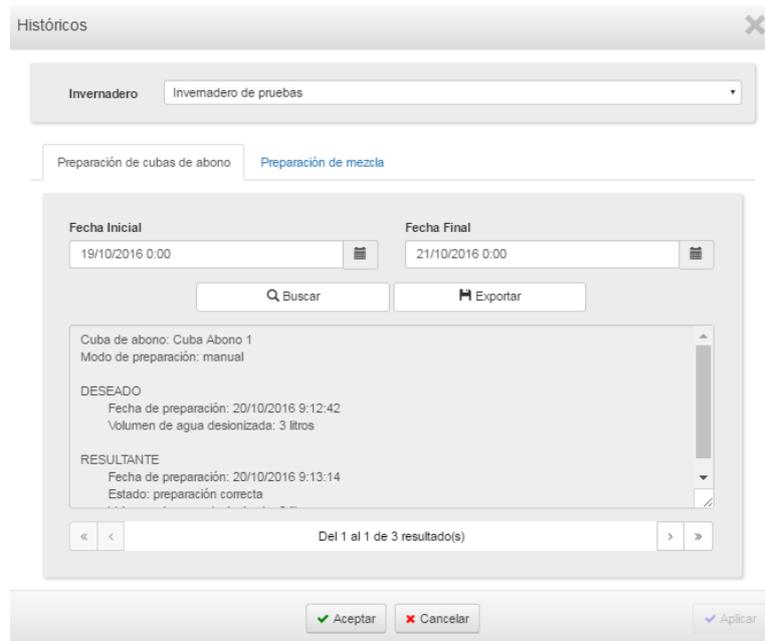 Históricos
Invernadero
Invernadero de pruebas
Preparación de cubas de abono
Preparación de mezcla
Fecha Inicial
Fecha Final
19/10/2016 0:00
21/10/2016 0:00
Buscar
Exportar
Cuba de abono: Cuba Abono 1
Modo de preparación: manual
DESEADO
Fecha de preparación: 20/10/2016 9:12:42
Volumen de agua desionizada: 3 litros
RESULTANTE
Fecha de preparación: 20/10/2016 9:13:14
Estado: preparación correcta
Del 1 al 1 de 3 resultado(s)
Aceptar
Cancelar
Aplicar